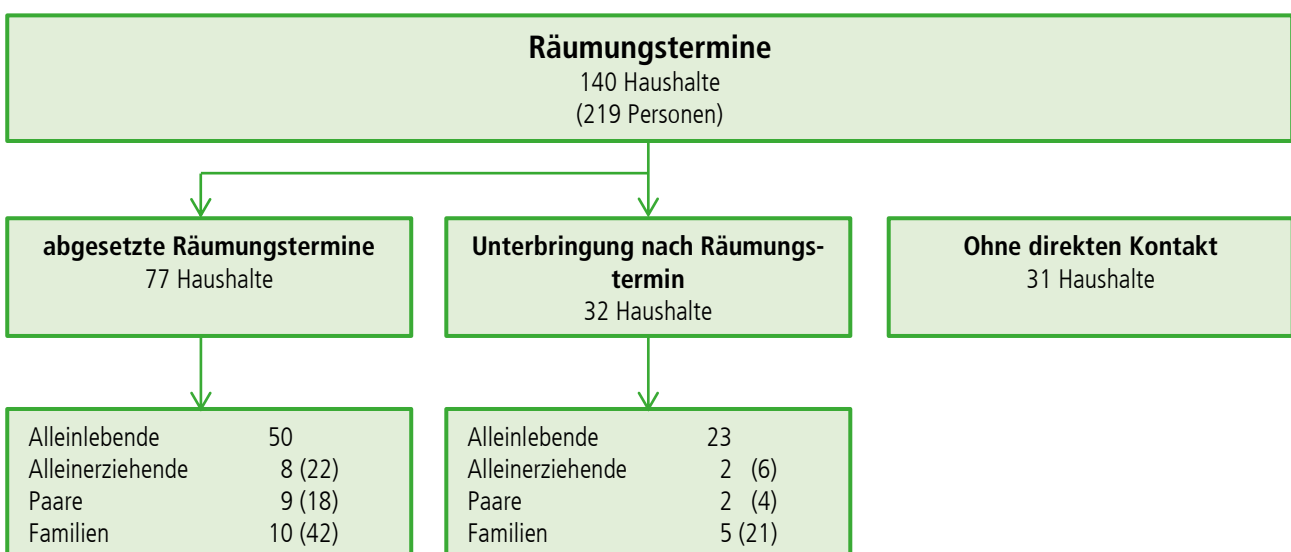 Räumungstermine
140 Haushalte
(219 Personen)
abgesetzte Räumungstermine
77 Haushalte
Unterbringung nach Räumungs-
termin
32 Haushalte
Ohne direkten Kontakt
31 Haushalte
Alleinlebende 50
Alleinerziehende 8 (22)
Paare 9 (18)
Familien 10 (42)
Alleinlebende 23
Alleinerziehende 2 (6)
Paare 2 (4)
Familien 5 (21)